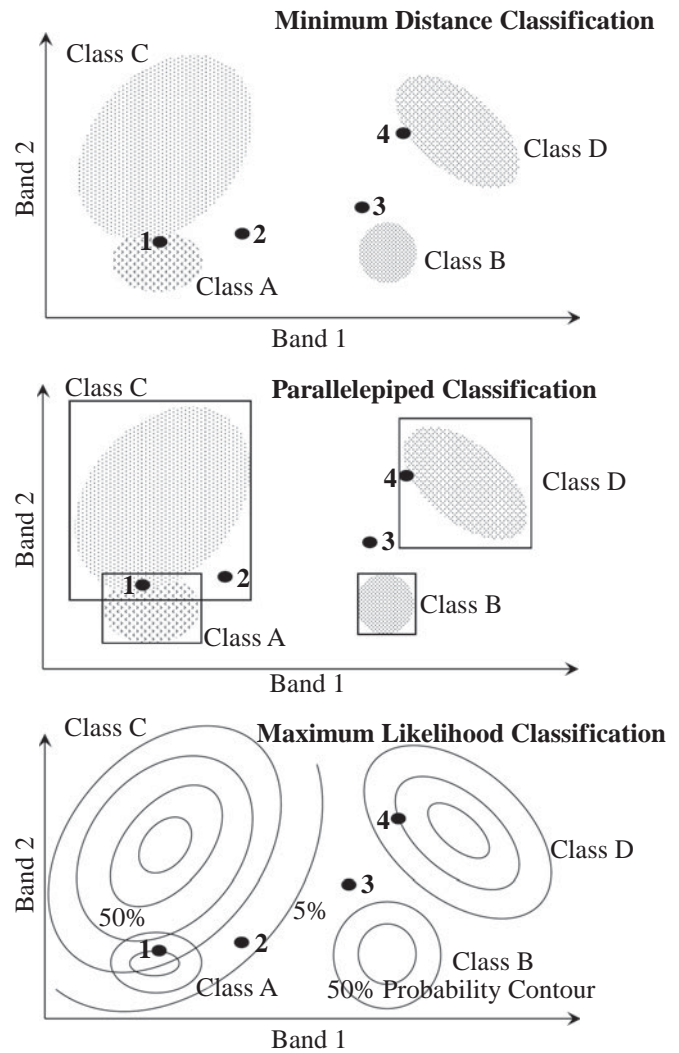 Minimum Distance Classification
Class C
Band 2
4
Class D
3
1
2
Class B
Class A
Band 1
Class C
Parallelepiped Classification
Band 2
4
Class D
3
1
2
Class B
Class A
Band 1
Class C
Maximum Likelihood Classification
Band 2
4
Class D
3
50%
5%
1
2
Class B
Class A
50% Probability Contour
Band 1